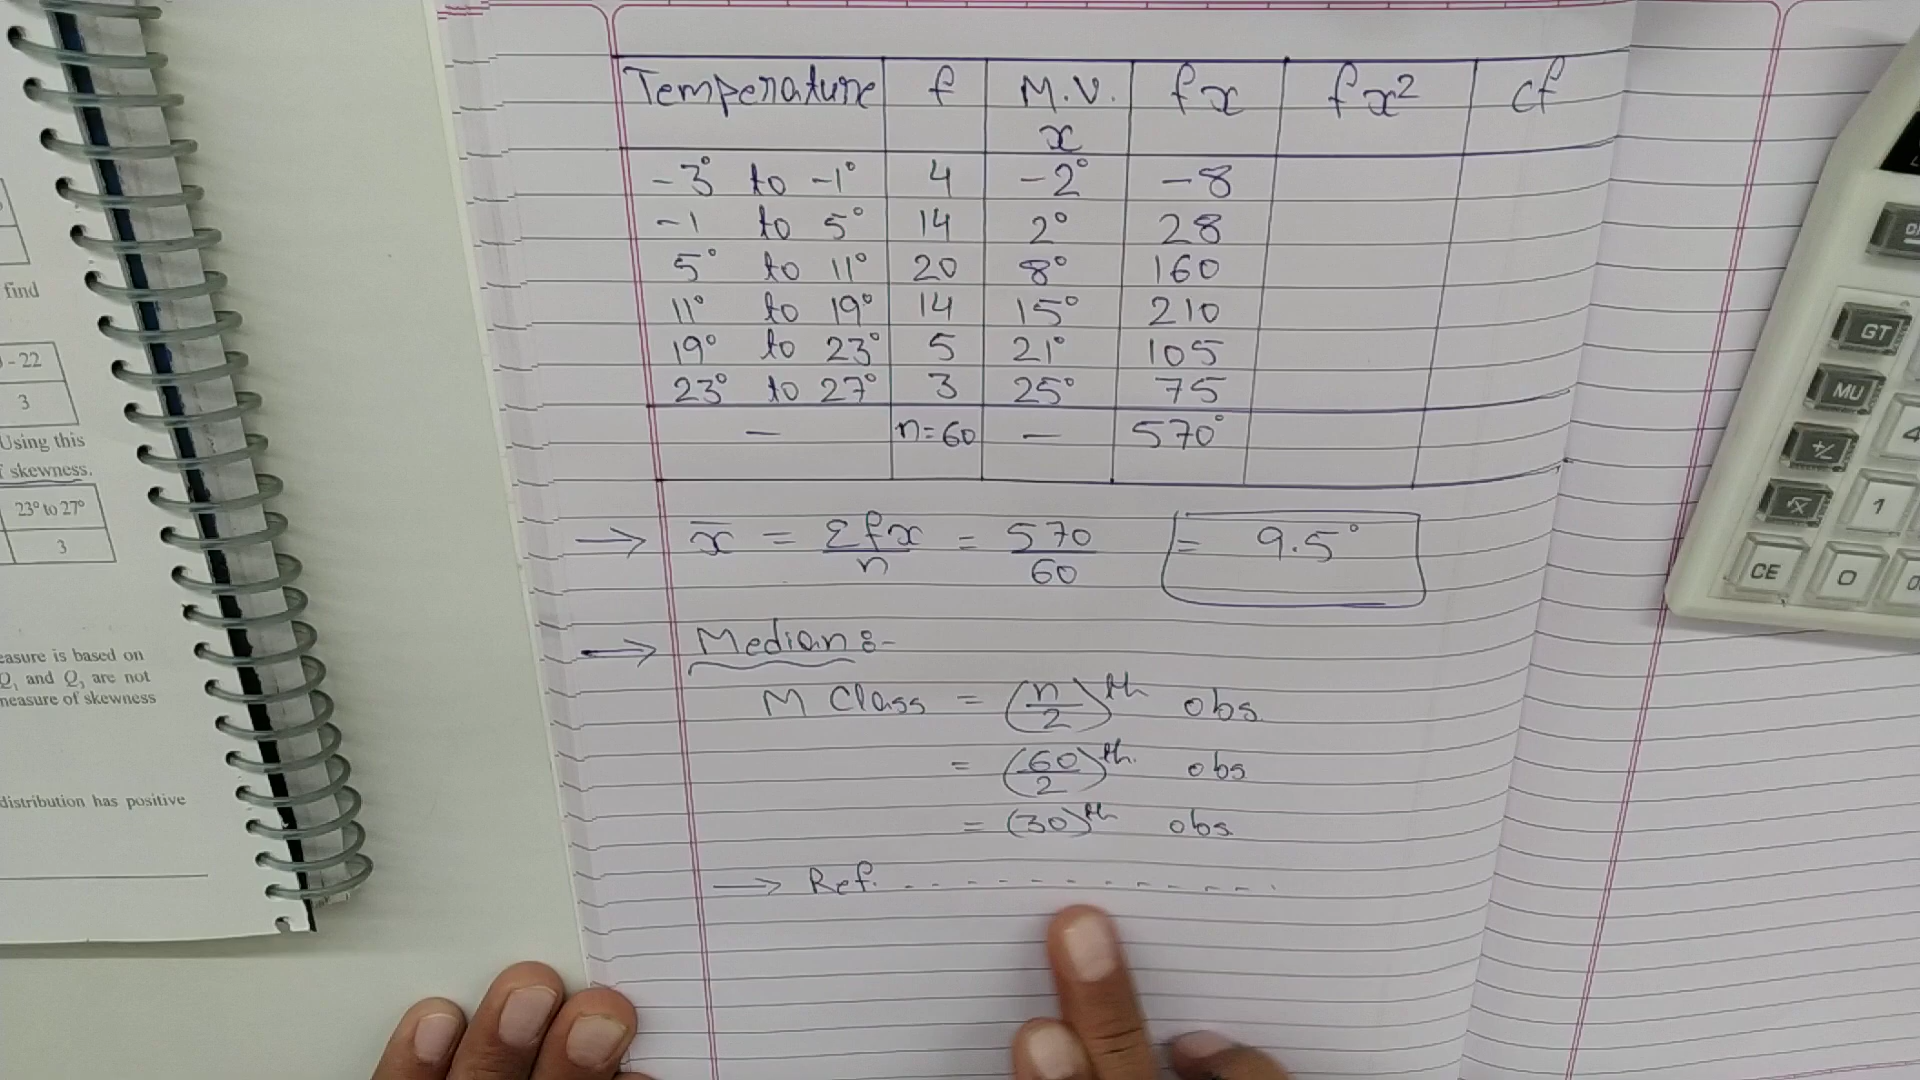 find
- 22
3
Using this
f skewness.
23° to 27°
3
easure is based on
Q₁ and Q₃ are not
measure of skewness
distribution has positive
Temperature f M.V. x fx fx² cf
-3° to -1° 4 -2° -8
-1 to 5° 14 2° 28
5° to 11° 20 8° 160
11° to 19° 14 15° 210
19° to 23° 5 21° 105
23° to 27° 3 25° 75
— n=60 — 570°
→ x̄ = Σfx/n = 570/60 = 9.5°
→ Median :-
M Class = (n/2)th obs
= (60/2)th. obs
= (30)th obs
→ Ref. - - - - - - - - - - -
GT
MU
+/-
√x
1
4
CE
0